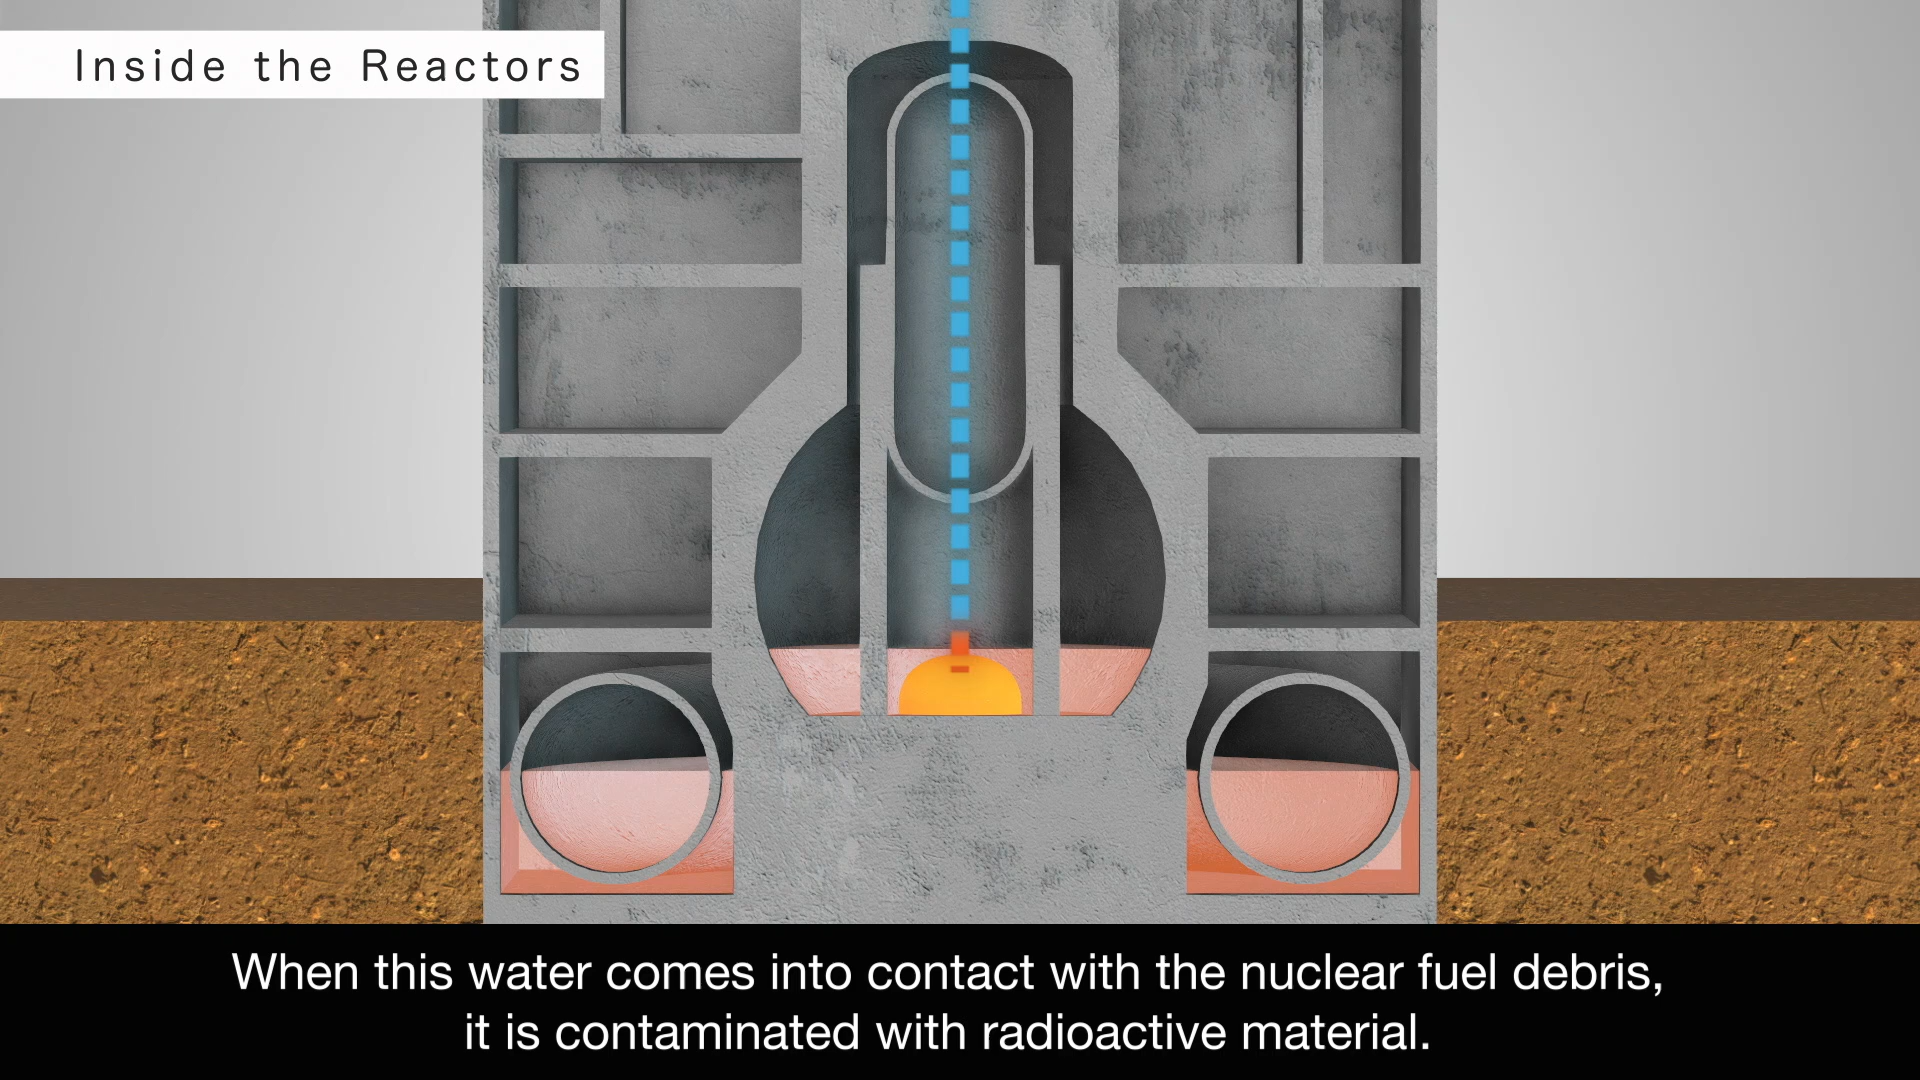 Inside the Reactors
When this water comes into contact with the nuclear fuel debris,
it is contaminated with radioactive material.